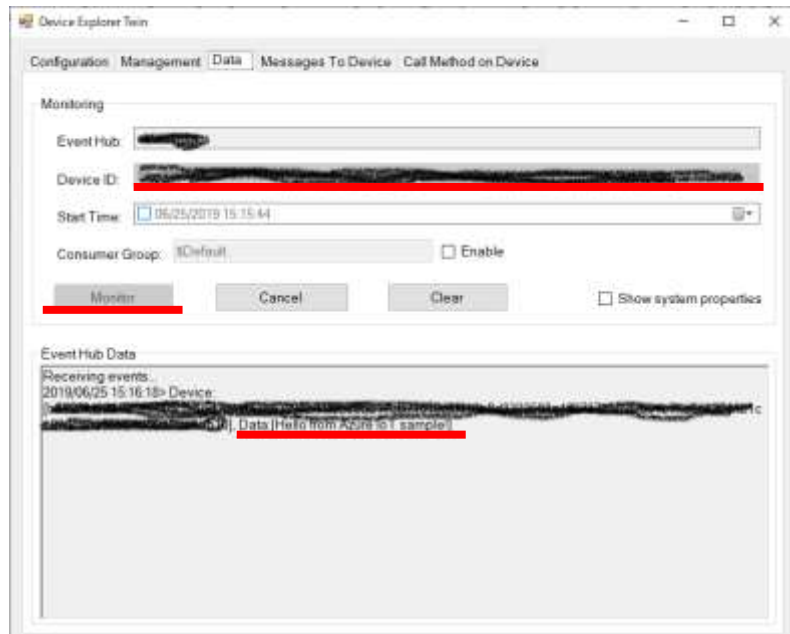 Device Explorer Twin
Configuration Management Data Messages To Device Call Method on Device
Monitoring
Event Hub:
Device ID:
Start Time: 06/25/2019 15:15:44
Consumer Group: $Default Enable
Monitor Cancel Clear Show system properties
Event Hub Data
Receiving events...
2019/06/25 15:16:18> Device:
Data:[Hello from Azure IoT sample!]